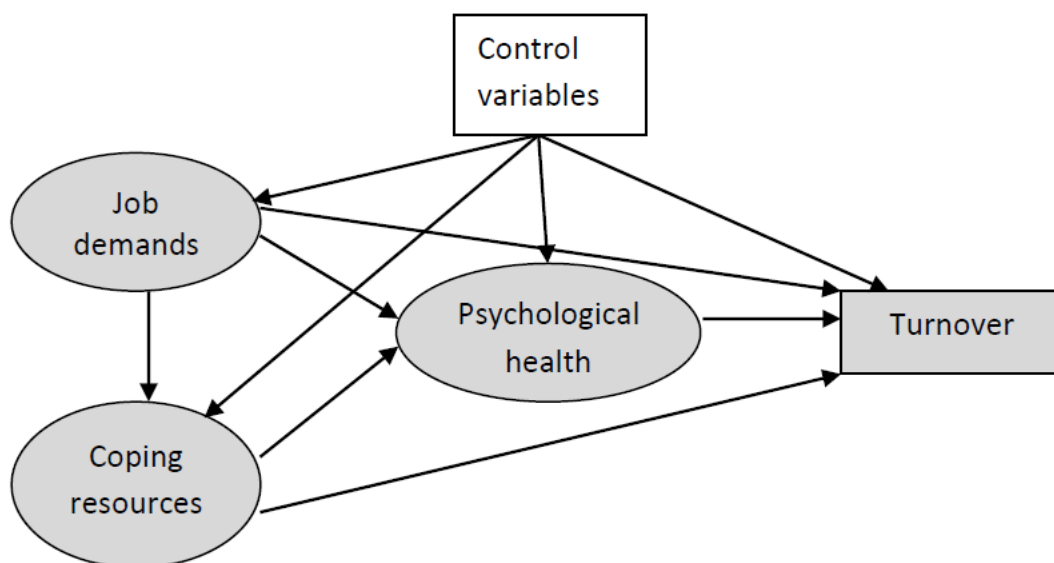 Control
variables
Job
demands
Psychological
health
Turnover
Coping
resources